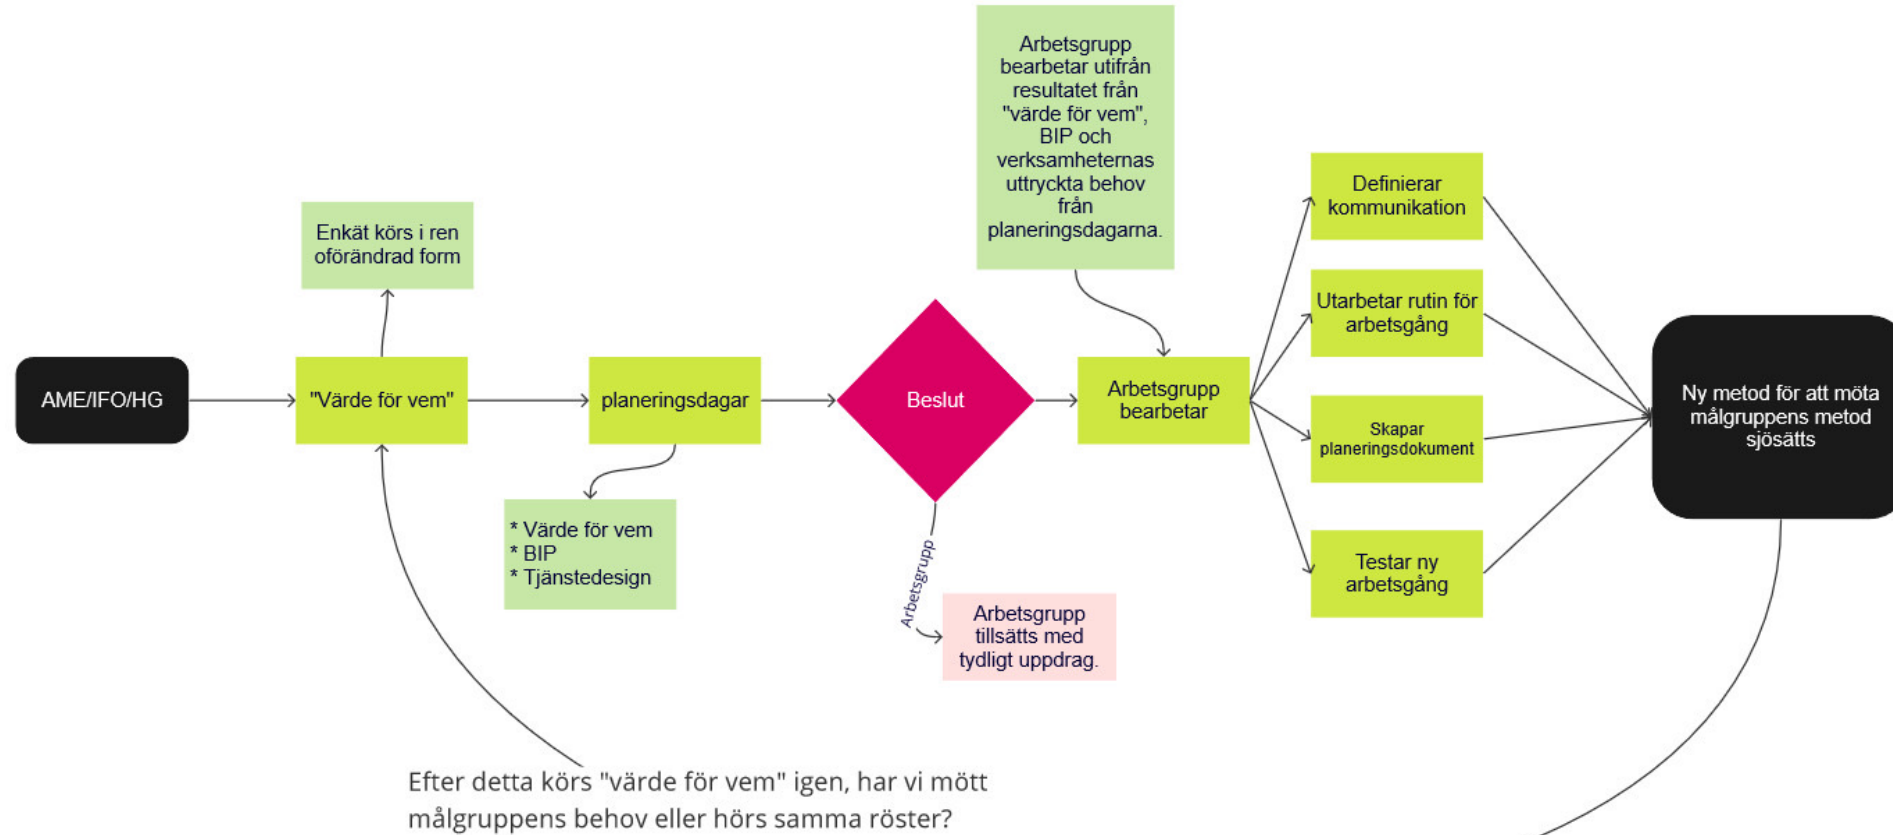 AME/IFO/HG
Enkät körs i ren
oförändrad form
"Värde för vem"
planeringsdagar
* Värde för vem
* BIP
* Tjänstedesign
Beslut
Arbetsgrupp
Arbetsgrupp
tillsätts med
tydligt uppdrag.
Arbetsgrupp
bearbetar utifrån
resultatet från
"värde för vem",
BIP och
verksamheternas
uttryckta behov
från
planeringsdagarna.
Arbetsgrupp
bearbetar
Definierar
kommunikation
Utarbetar rutin för
arbetsgång
Skapar
planeringsdokument
Testar ny
arbetsgång
Ny metod för att möta
målgruppens metod
sjösätts
Efter detta körs "värde för vem" igen, har vi mött
målgruppens behov eller hörs samma röster?